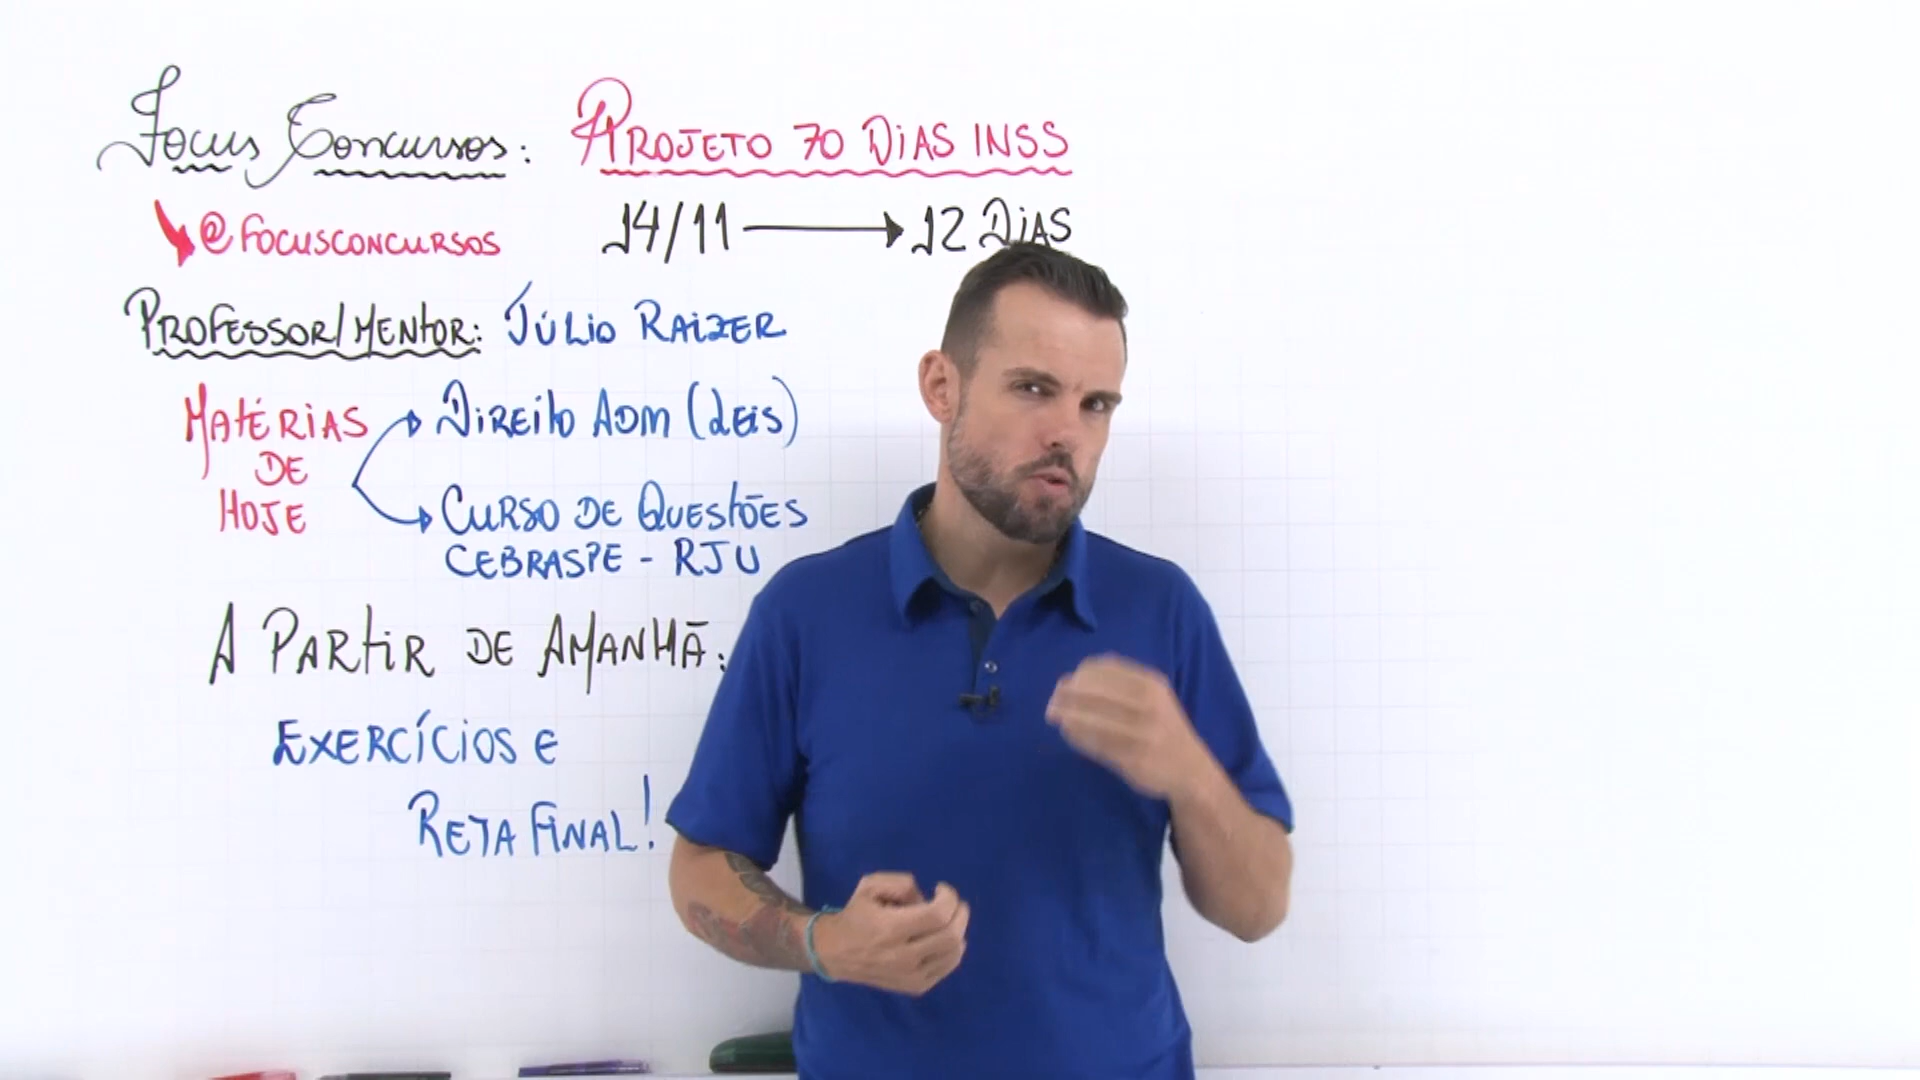 Focus Concursos: PROJETO 70 DIAS INSS
@FOCUSCONCURSOS
14/11 → 12 DIAS
PROFESSOR/MENTOR: JÚLIO RAIZER
MATÉRIAS DE HOJE
DIREITO ADM (LEIS)
CURSO DE QUESTÕES
CEBRASPE - RJU
A PARTIR DE AMANHÃ:
EXERCÍCIOS E
RETA FINAL!